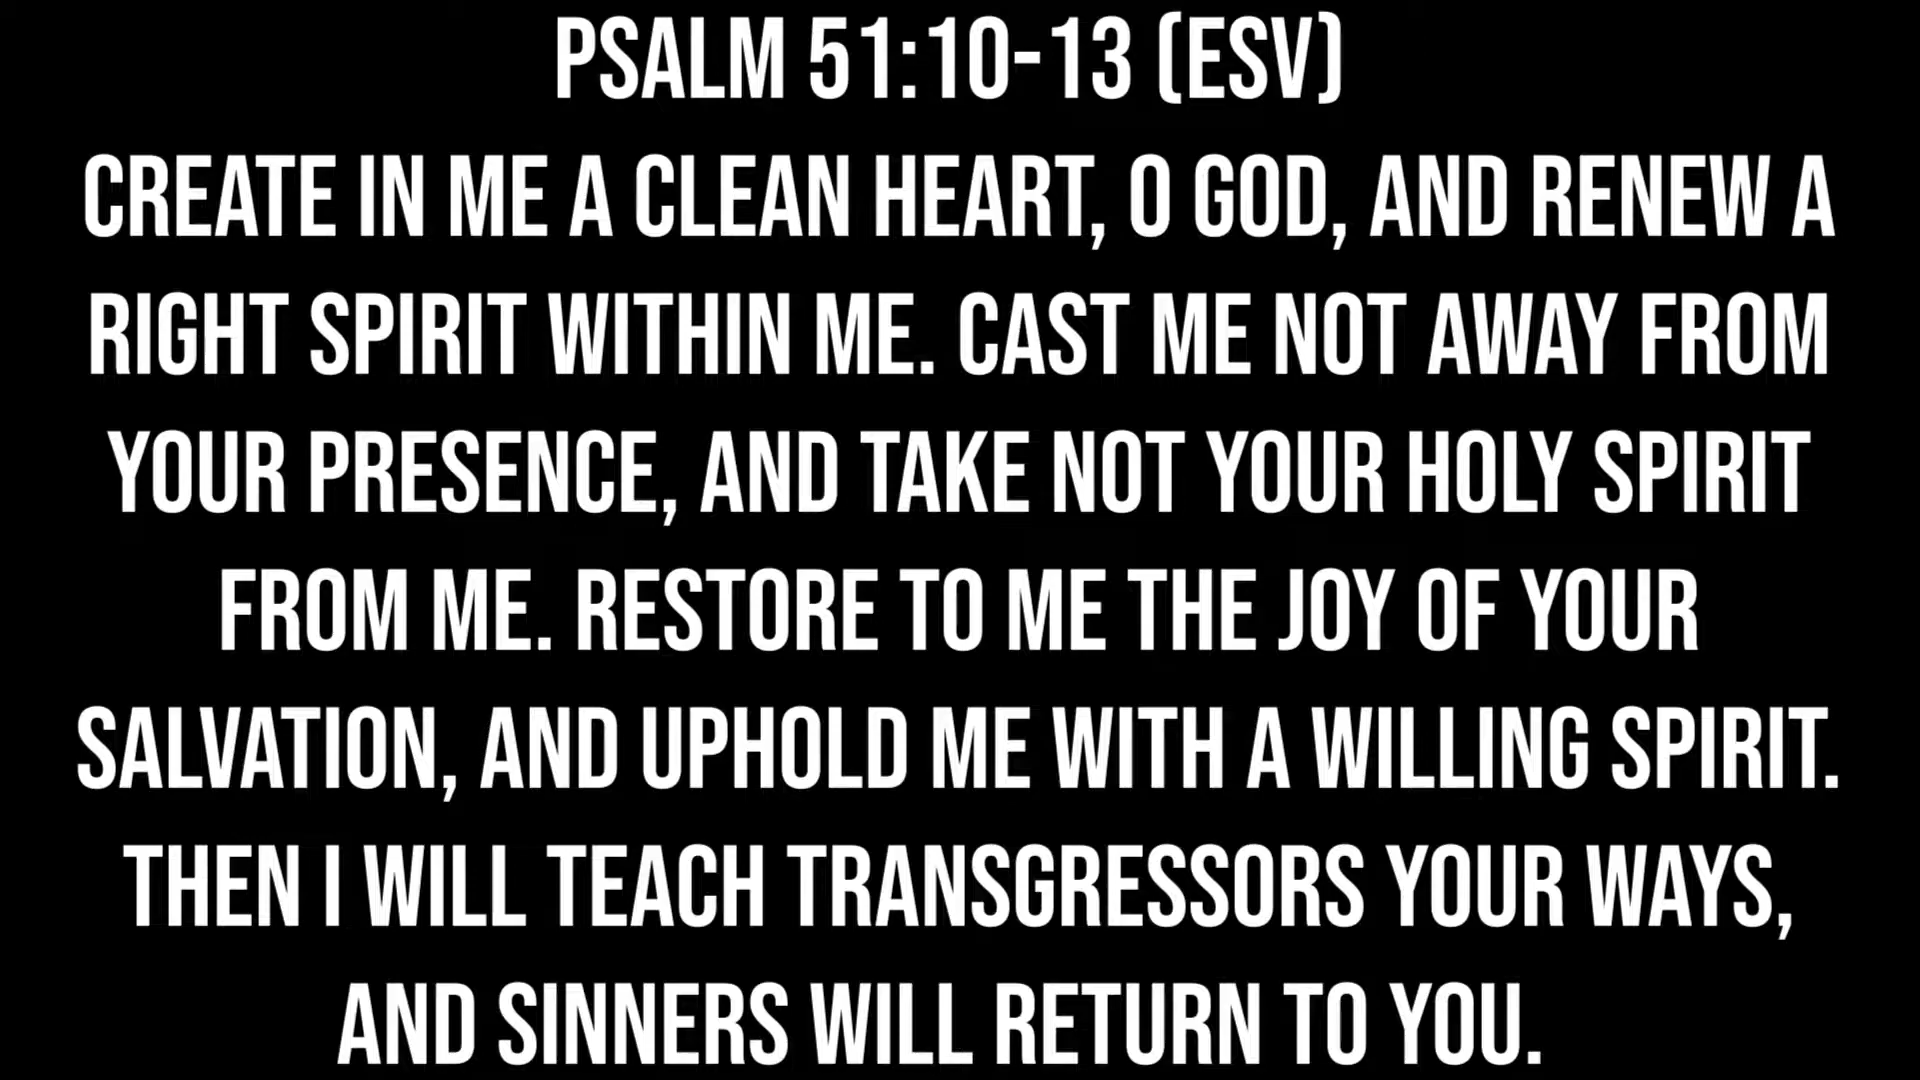 PSALM 51:10-13 (ESV)
CREATE IN ME A CLEAN HEART, O GOD, AND RENEW A
RIGHT SPIRIT WITHIN ME. CAST ME NOT AWAY FROM
YOUR PRESENCE, AND TAKE NOT YOUR HOLY SPIRIT
FROM ME. RESTORE TO ME THE JOY OF YOUR
SALVATION, AND UPHOLD ME WITH A WILLING SPIRIT.
THEN I WILL TEACH TRANSGRESSORS YOUR WAYS,
AND SINNERS WILL RETURN TO YOU.